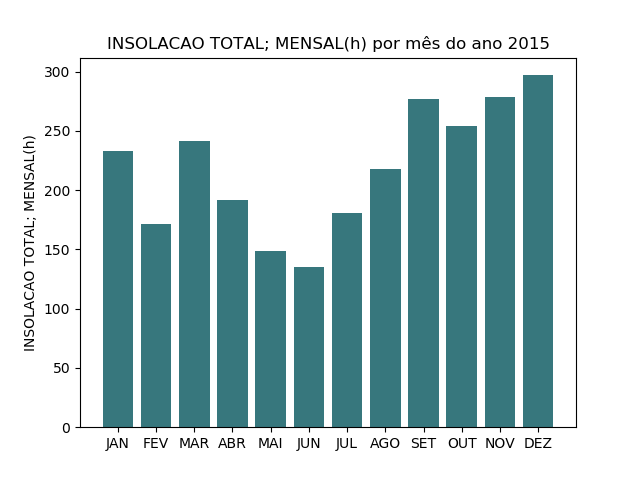 INSOLACAO TOTAL; MENSAL(h) por mês do ano 2015
INSOLACAO TOTAL; MENSAL(h)
300
250
200
150
100
50
0
JAN FEV MAR ABR MAI JUN JUL AGO SET OUT NOV DEZ